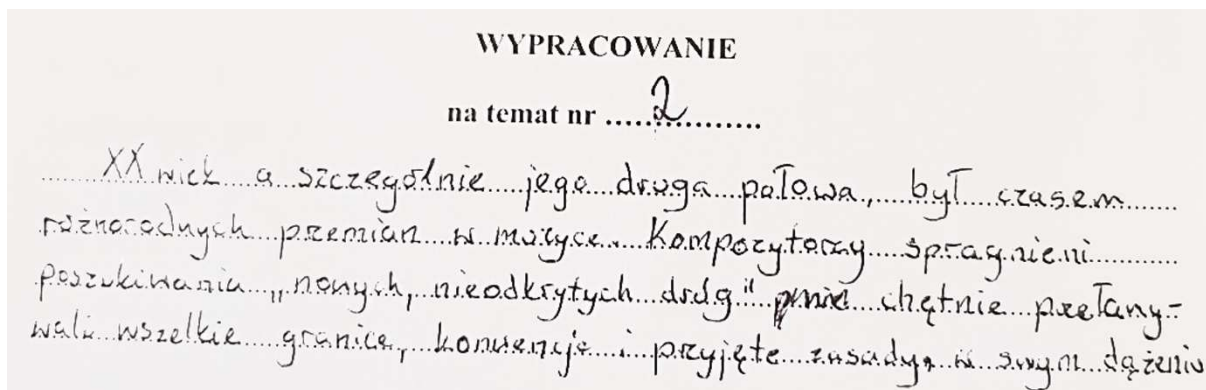 WYPRACOWANIE
na temat nr .....2..............
XX wiek a szczególnie jego druga połowa, był czasem
różnorodnych przemian w muzyce. Kompozytorzy spragnieni
poszukiwania „nowych, nieodkrytych dróg" chętnie przełamy-
wali wszelkie granice, konwencje i przyjęte zasady, w swym dążeniu